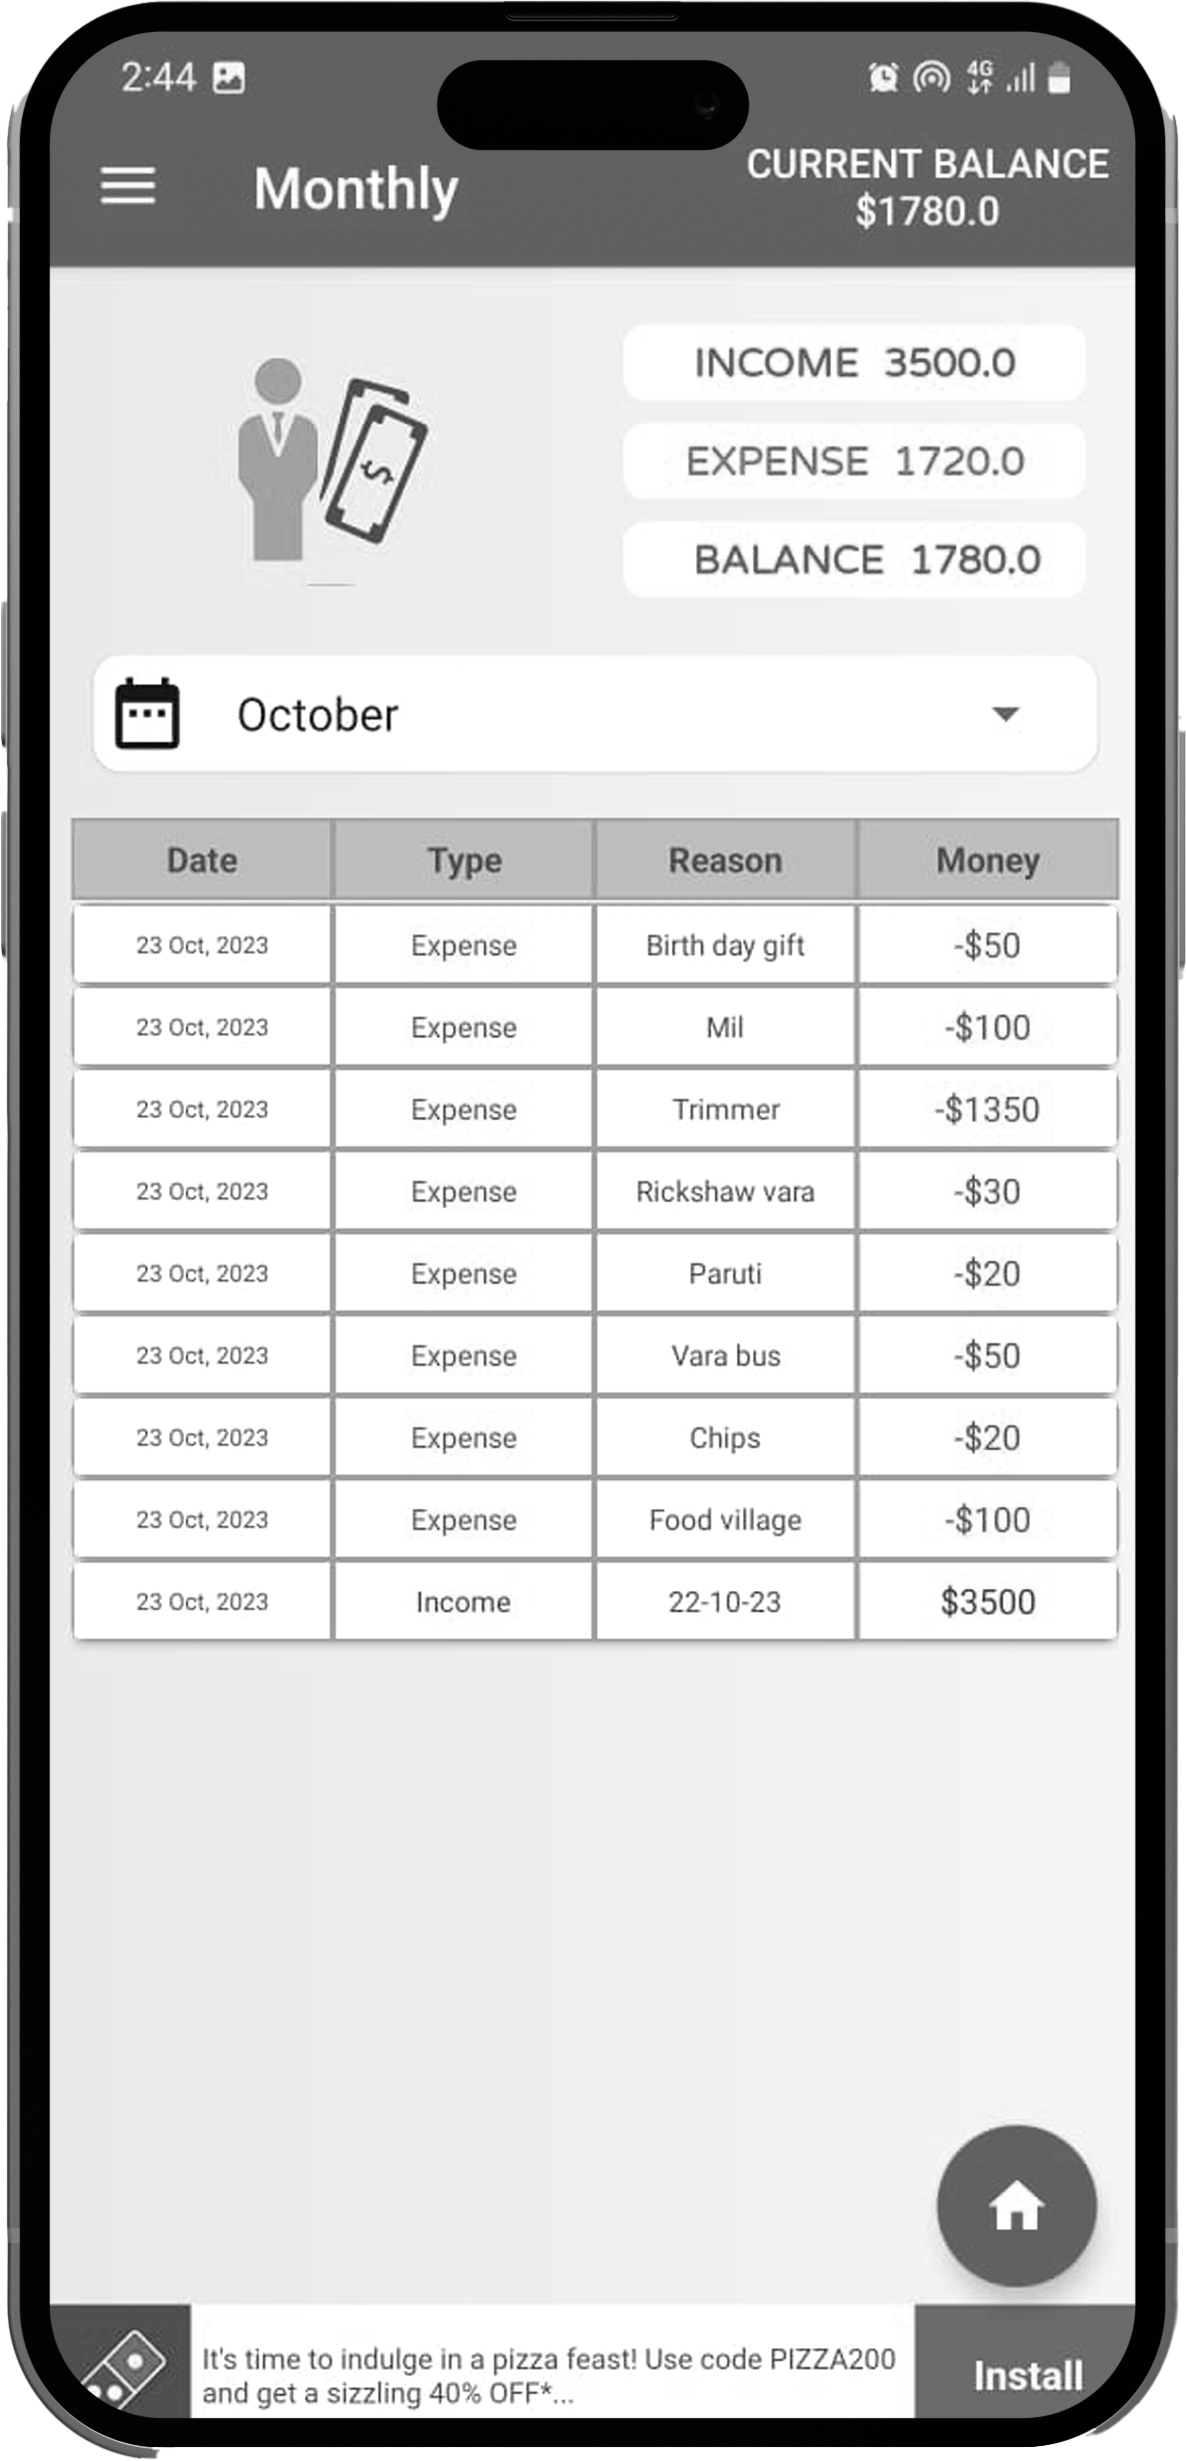 2:44
4G
Monthly
CURRENT BALANCE
$1780.0
INCOME 3500.0
EXPENSE 1720.0
BALANCE 1780.0
October
Date Type Reason Money
23 Oct, 2023 Expense Birth day gift -$50
23 Oct, 2023 Expense Mil -$100
23 Oct, 2023 Expense Trimmer -$1350
23 Oct, 2023 Expense Rickshaw vara -$30
23 Oct, 2023 Expense Paruti -$20
23 Oct, 2023 Expense Vara bus -$50
23 Oct, 2023 Expense Chips -$20
23 Oct, 2023 Expense Food village -$100
23 Oct, 2023 Income 22-10-23 $3500
It's time to indulge in a pizza feast! Use code PIZZA200
and get a sizzling 40% OFF*...
Install